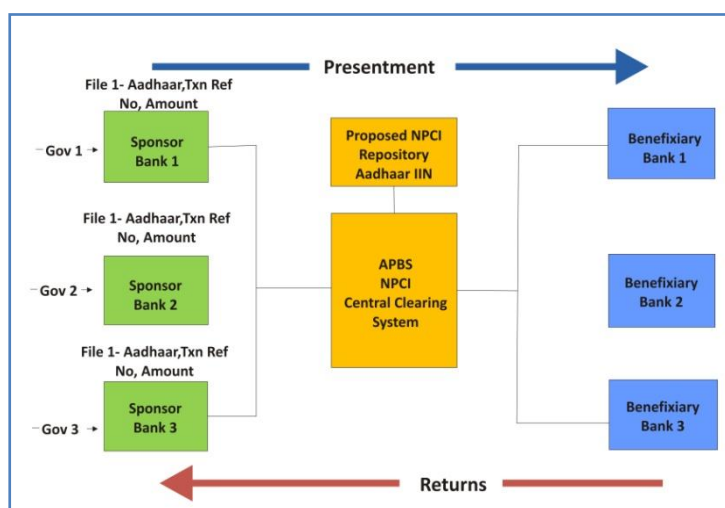 Presentment
File 1- Aadhaar,Txn Ref
No, Amount
Gov 1
Sponsor
Bank 1
Proposed NPCI
Repository
Aadhaar IIN
Benefixiary
Bank 1
File 1- Aadhaar,Txn Ref
No, Amount
Gov 2
Sponsor
Bank 2
APBS
NPCI
Central Clearing
System
Benefixiary
Bank 2
File 1- Aadhaar,Txn Ref
No, Amount
Gov 3
Sponsor
Bank 3
Benefixiary
Bank 3
Returns